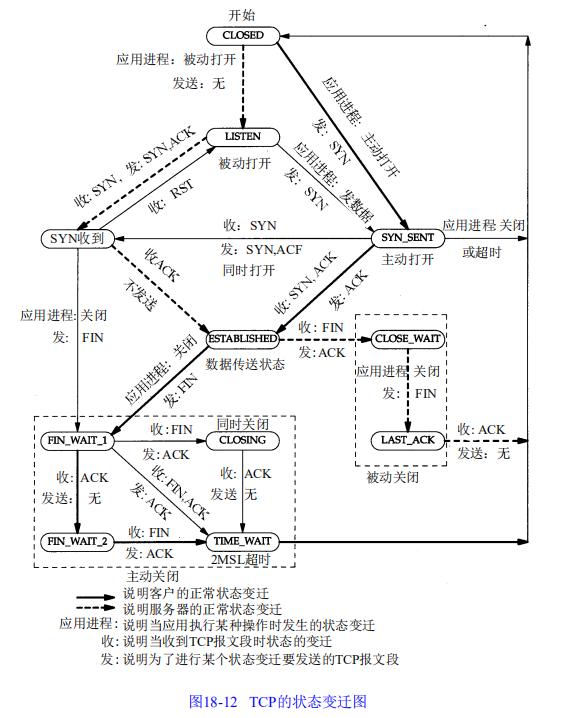 开始
CLOSED
应用进程：被动打开
发送：无
应用进程：主动打开
发：SYN
LISTEN
被动打开
收: SYN，发: SYN,ACK
收：RST
应用进程：发数据
发：SYN
SYN收到
收：SYN
发：SYN,ACF
同时打开
SYN_SENT
主动打开
应用进程 关闭
或超时
收ACK
不发送
收: SYN, ACK
发：ACK
应用进程: 关闭
发: FIN
ESTABLISHED
数据传送状态
收: FIN
发: ACK
CLOSE_WAIT
应用进程 关闭
发: FIN
应用进程：关闭
发: FIN
LAST_ACK
收: ACK
发送：无
被动关闭
同时关闭
FIN_WAIT_1
收:FIN
发:ACK
CLOSING
收: ACK
发送： 无
收: FIN,ACK
发: ACK
收: ACK
发送 无
FIN_WAIT_2
收: FIN
发: ACK
TIME_WAIT
2MSL超时
主动关闭
说明客户的正常状态变迁
说明服务器的正常状态变迁
应用进程: 说明当应用执行某种操作时发生的状态变迁
收: 说明当收到TCP报文段时状态的变迁
发: 说明为了进行某个状态变迁要发送的TCP报文段
图18-12 TCP的状态变迁图